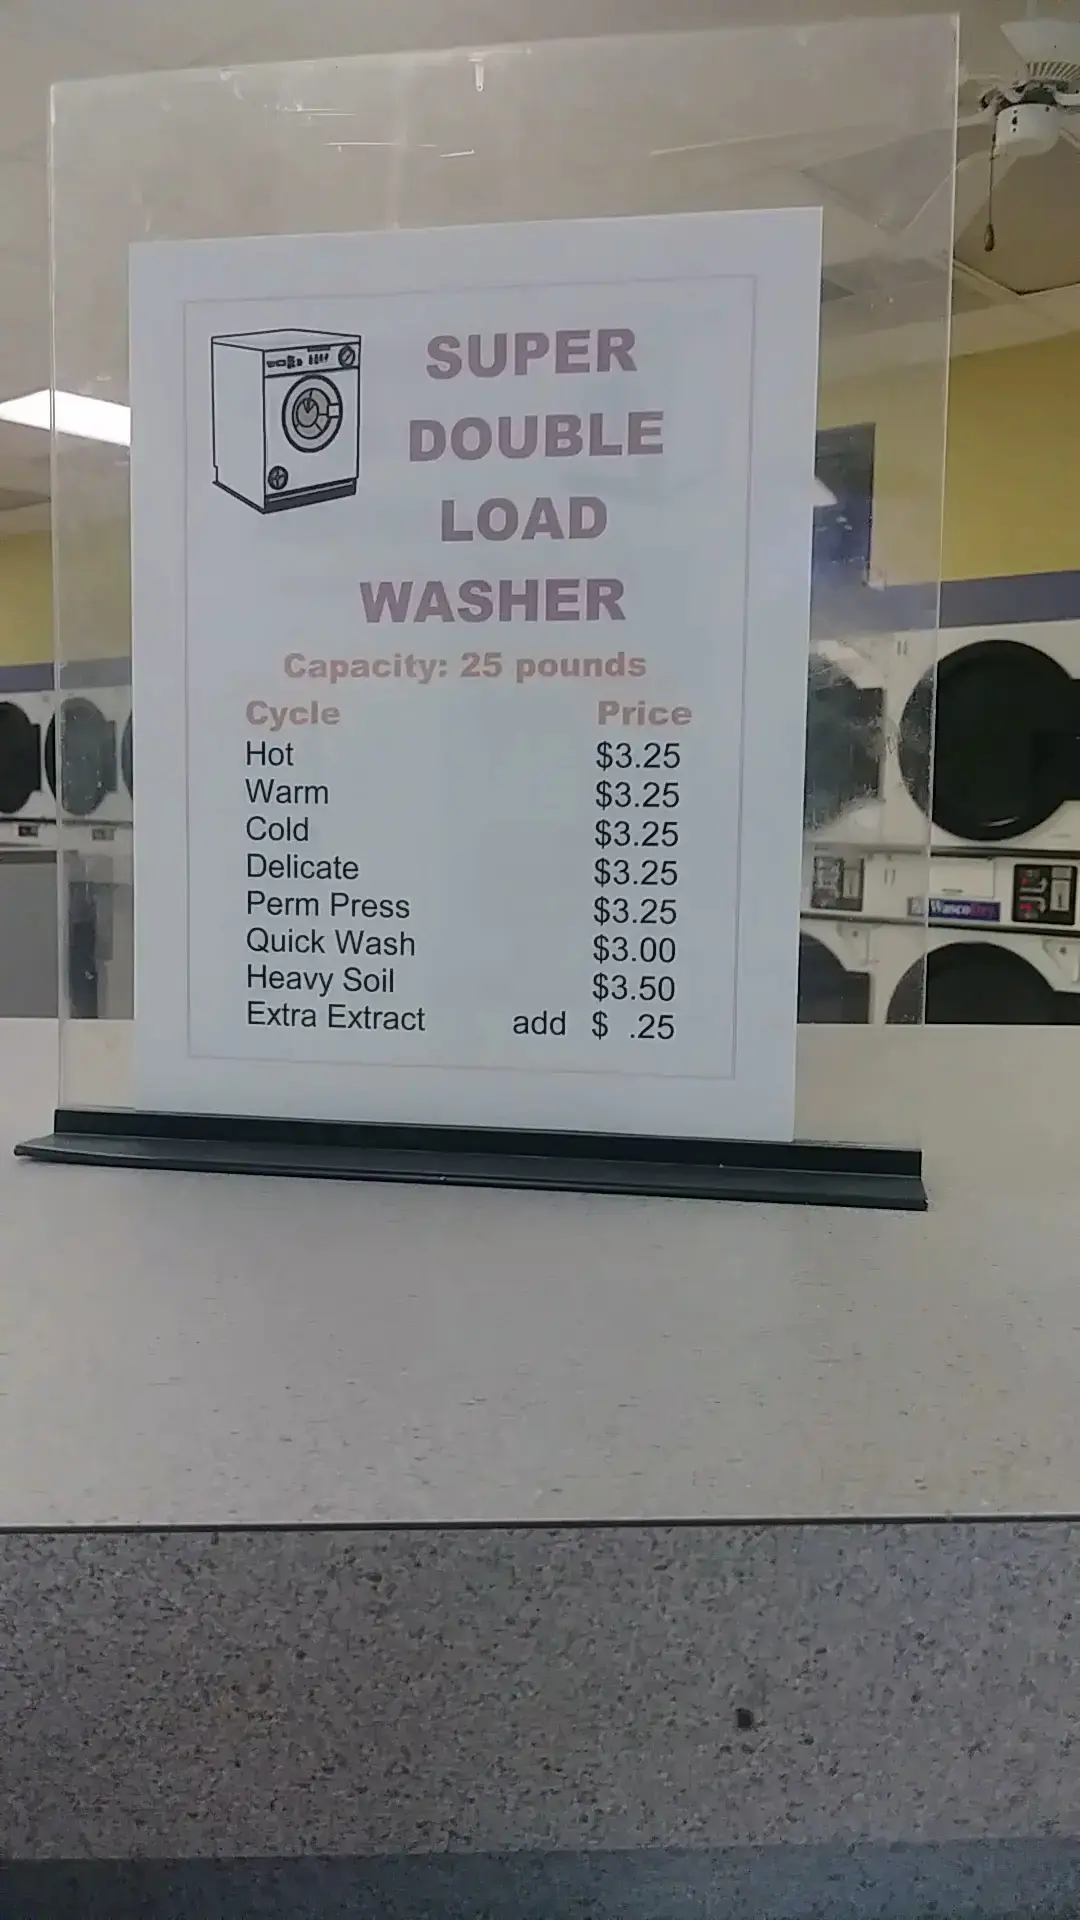 SUPER
DOUBLE
LOAD
WASHER
Capacity: 25 pounds
Cycle Price
Hot $3.25
Warm $3.25
Cold $3.25
Delicate $3.25
Perm Press $3.25
Quick Wash $3.00
Heavy Soil $3.50
Extra Extract add $ .25
Wasco